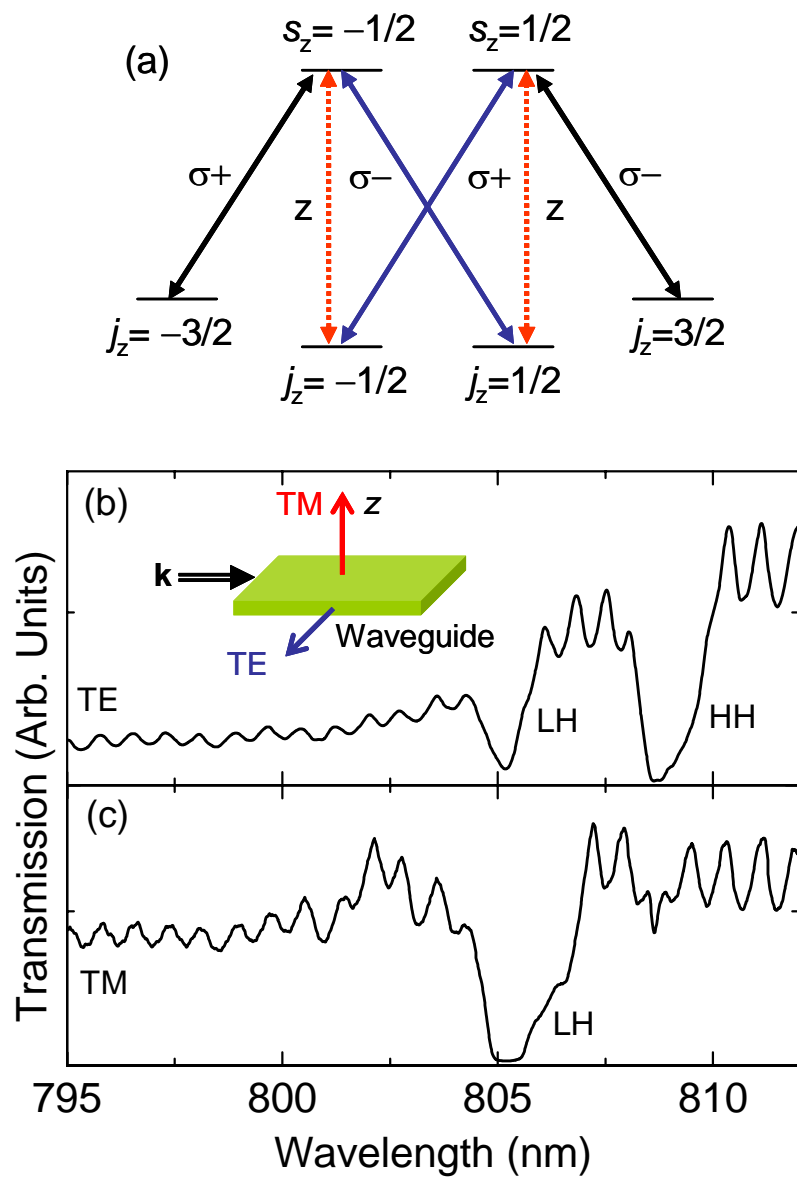 (a)
s_z= −1/2 s_z=1/2
σ+ σ− σ+ σ−
z z
j_z= −3/2 j_z=3/2
j_z= −1/2 j_z=1/2
(b)
TM z
k
Waveguide
TE
TE LH HH
(c)
TM LH
Transmission (Arb. Units)
795 800 805 810
Wavelength (nm)